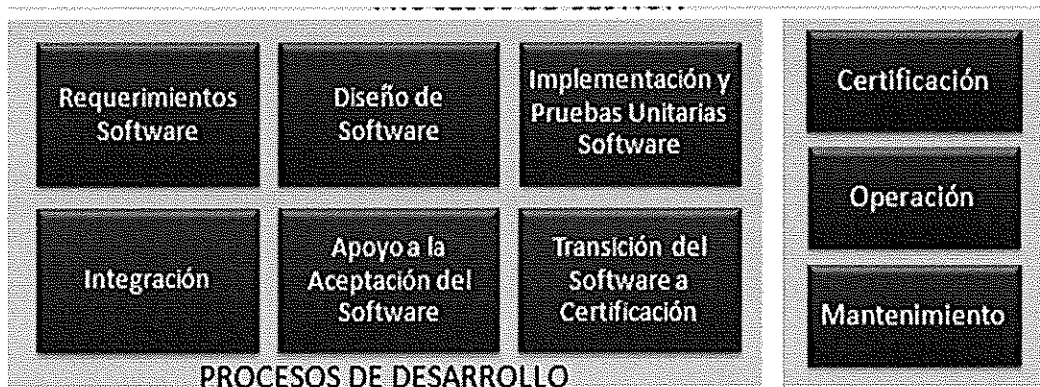 Requerimientos
Software
Diseño de
Software
Implementación y
Pruebas Unitarias
Software
Integración
Apoyo a la
Aceptación del
Software
Transición del
Software a
Certificación
PROCESOS DE DESARROLLO
Certificación
Operación
Mantenimiento